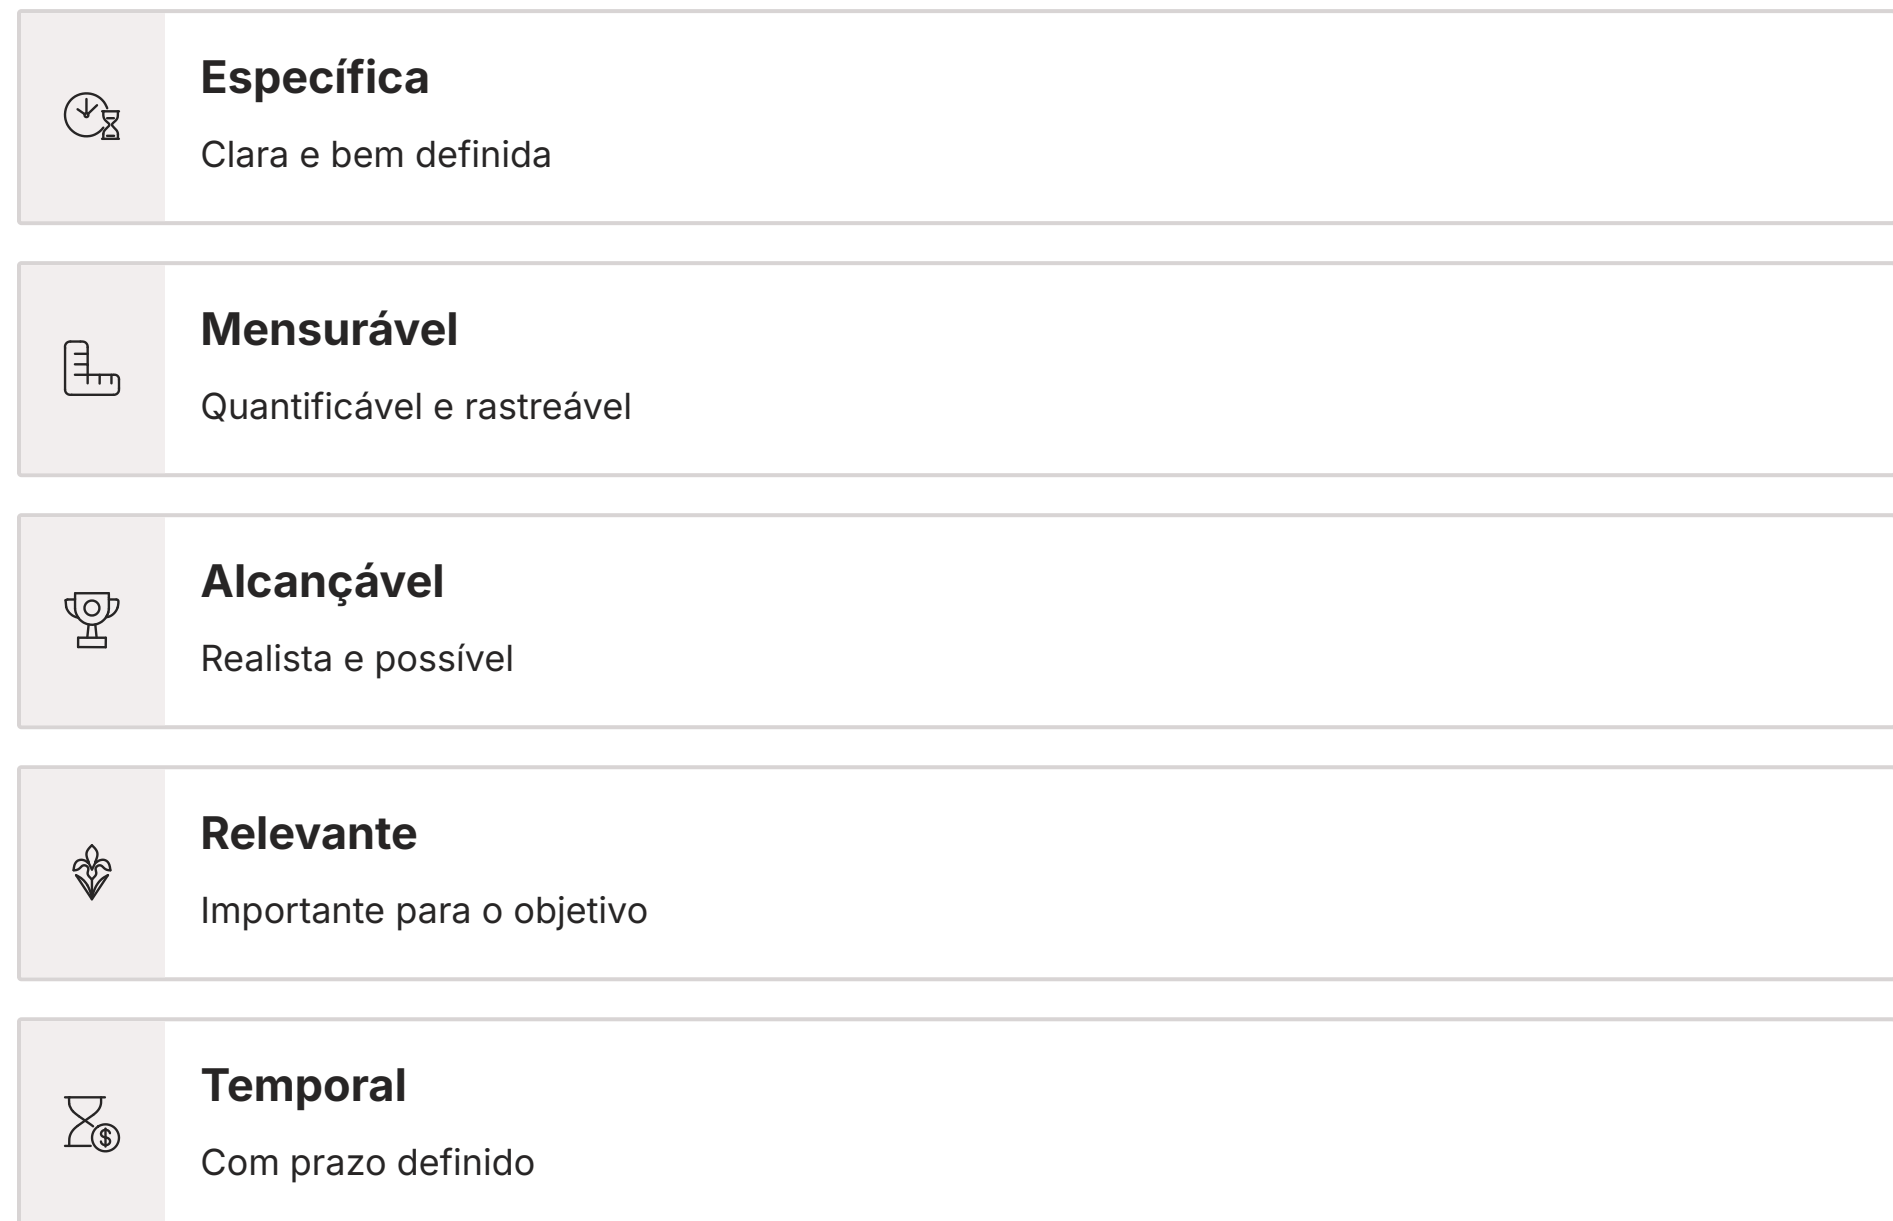 Específica
Clara e bem definida
Mensurável
Quantificável e rastreável
Alcançável
Realista e possível
Relevante
Importante para o objetivo
Temporal
Com prazo definido